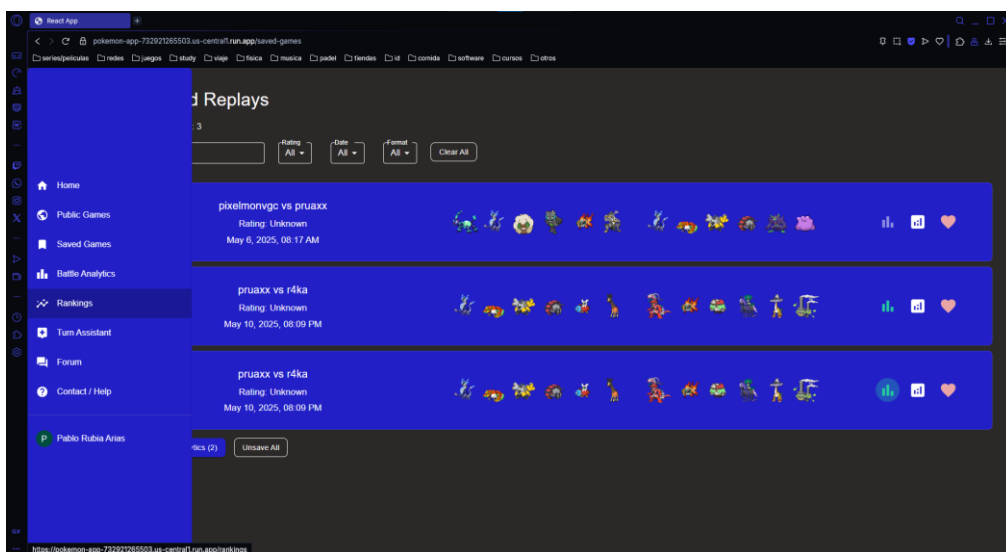 React App
pokemon-app-732921265503.us-central1.run.app/saved-games
series/peliculas redes juegos study viaje fisica musica padel tiendas id comida software cursos otros
d Replays
: 3
Rating Date Format
All All All Clear All
Home
Public Games
Saved Games
Battle Analytics
Rankings
Turn Assistant
Forum
Contact / Help
P Pablo Rubia Arias
pixelmonvgc vs pruaxx
Rating: Unknown
May 6, 2025, 08:17 AM
pruaxx vs r4ka
Rating: Unknown
May 10, 2025, 08:09 PM
pruaxx vs r4ka
Rating: Unknown
May 10, 2025, 08:09 PM
tics (2) Unsave All
https://pokemon-app-732921265503.us-central1.run.app/rankings